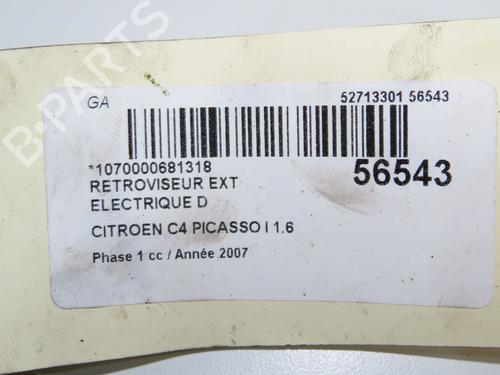 GA
52713301 56543
*1070000681318
56543
RETROVISEUR EXT
ELECTRIQUE D
CITROEN C4 PICASSO I 1.6
Phase 1 cc / Année 2007
B-PARTS